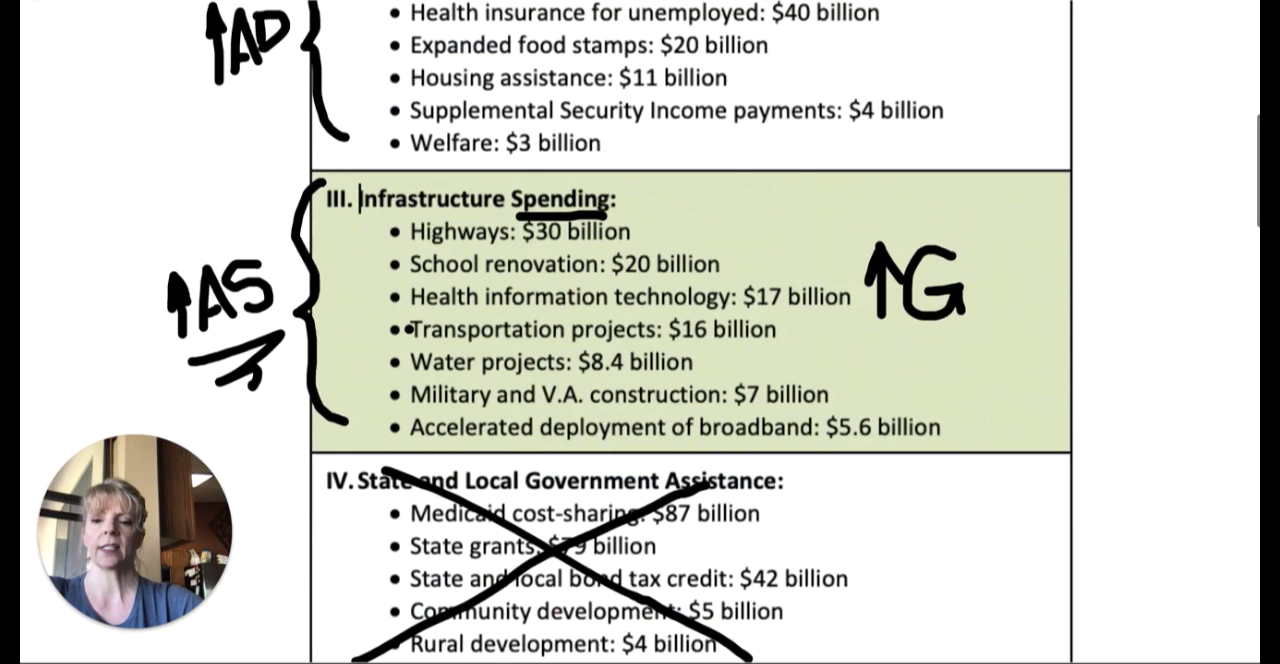 • Health insurance for unemployed: $40 billion
↑AD
• Expanded food stamps: $20 billion
• Housing assistance: $11 billion
• Supplemental Security Income payments: $4 billion
• Welfare: $3 billion
III. Infrastructure Spending:
• Highways: $30 billion
• School renovation: $20 billion
↑G
• Health information technology: $17 billion
↑AS
• Transportation projects: $16 billion
• Water projects: $8.4 billion
• Military and V.A. construction: $7 billion
• Accelerated deployment of broadband: $5.6 billion
IV. State and Local Government Assistance:
• Medicaid cost-sharing: $87 billion
• State grants: $79 billion
• State and local bond tax credit: $42 billion
• Community development: $5 billion
• Rural development: $4 billion